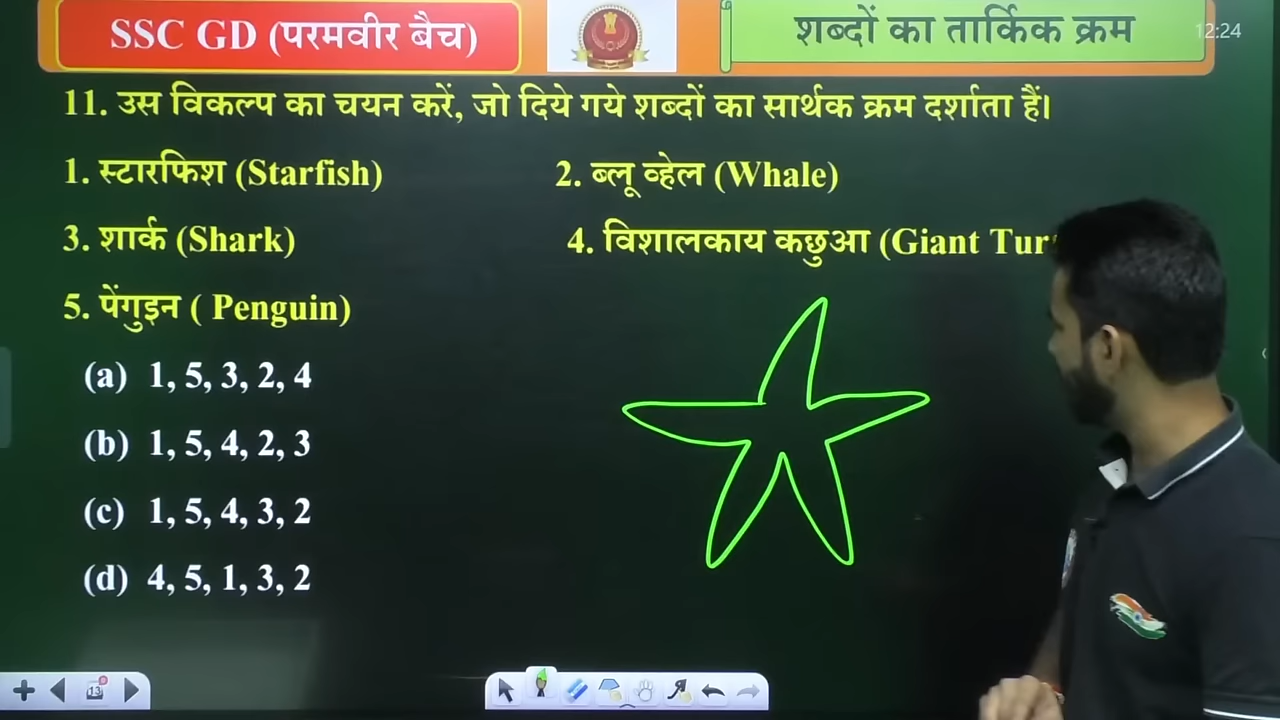 SSC GD (परमवीर बैच)
शब्दों का तार्किक क्रम
12:24
11. उस विकल्प का चयन करें, जो दिये गये शब्दों का सार्थक क्रम दर्शाता हैं।
1. स्टारफिश (Starfish) 2. ब्लू व्हेल (Whale)
3. शार्क (Shark) 4. विशालकाय कछुआ (Giant
5. पेंगुइन ( Penguin)
(a) 1, 5, 3, 2, 4
(b) 1, 5, 4, 2, 3
(c) 1, 5, 4, 3, 2
(d) 4, 5, 1, 3, 2
13